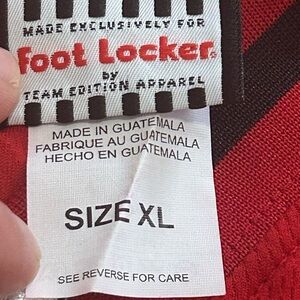 MADE EXCLUSIVELY FOR
Foot Locker®
by
TEAM EDITION APPAREL
MADE IN GUATEMALA
FABRIQUE AU GUATEMALA
HECHO EN GUATEMALA
SIZE XL
SEE REVERSE FOR CARE